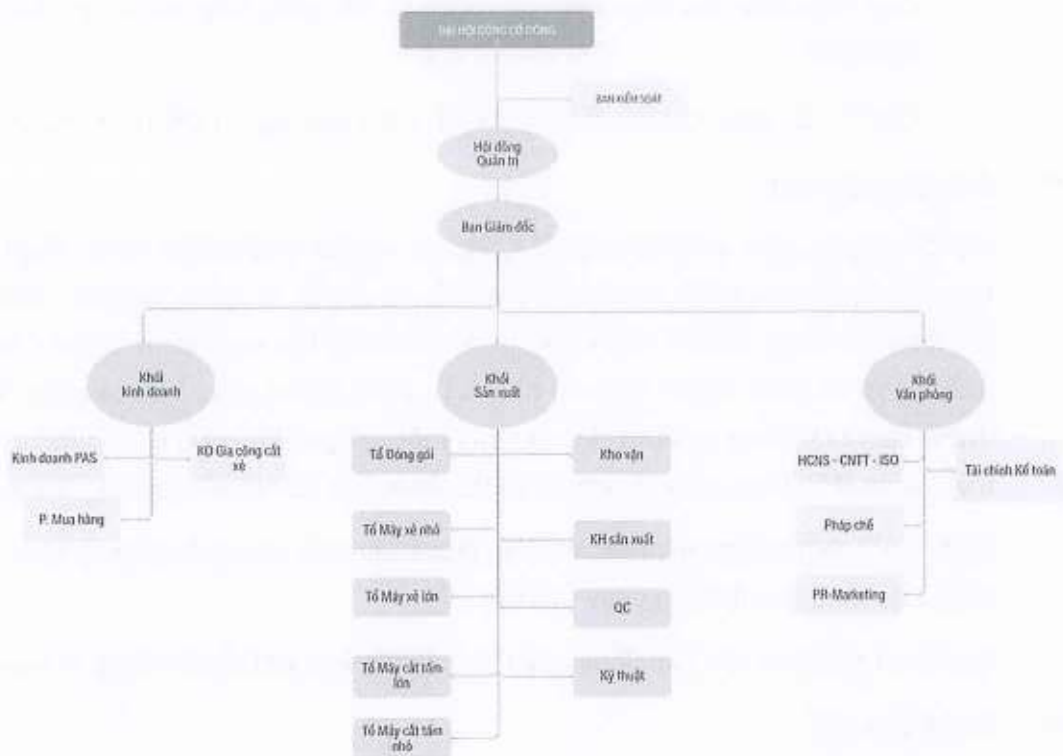 ĐẠI HỘI ĐỒNG CỔ ĐÔNG
BAN KIỂM SOÁT
Hội đồng
Quản trị
Ban Giám đốc
Khối
kinh doanh
Kinh doanh PAS
KD Gia công cắt
xẻ
P. Mua hàng
Khối
Sản xuất
Tổ Đóng gói
Kho vận
Tổ Máy xẻ nhỏ
KH sản xuất
Tổ Máy xẻ lớn
QC
Tổ Máy cắt tấm
lớn
Kỹ thuật
Tổ Máy cắt tấm
nhỏ
Khối
Văn phòng
HCNS - CNTT - ISO
Tài chính Kế toán
Pháp chế
PR-Marketing